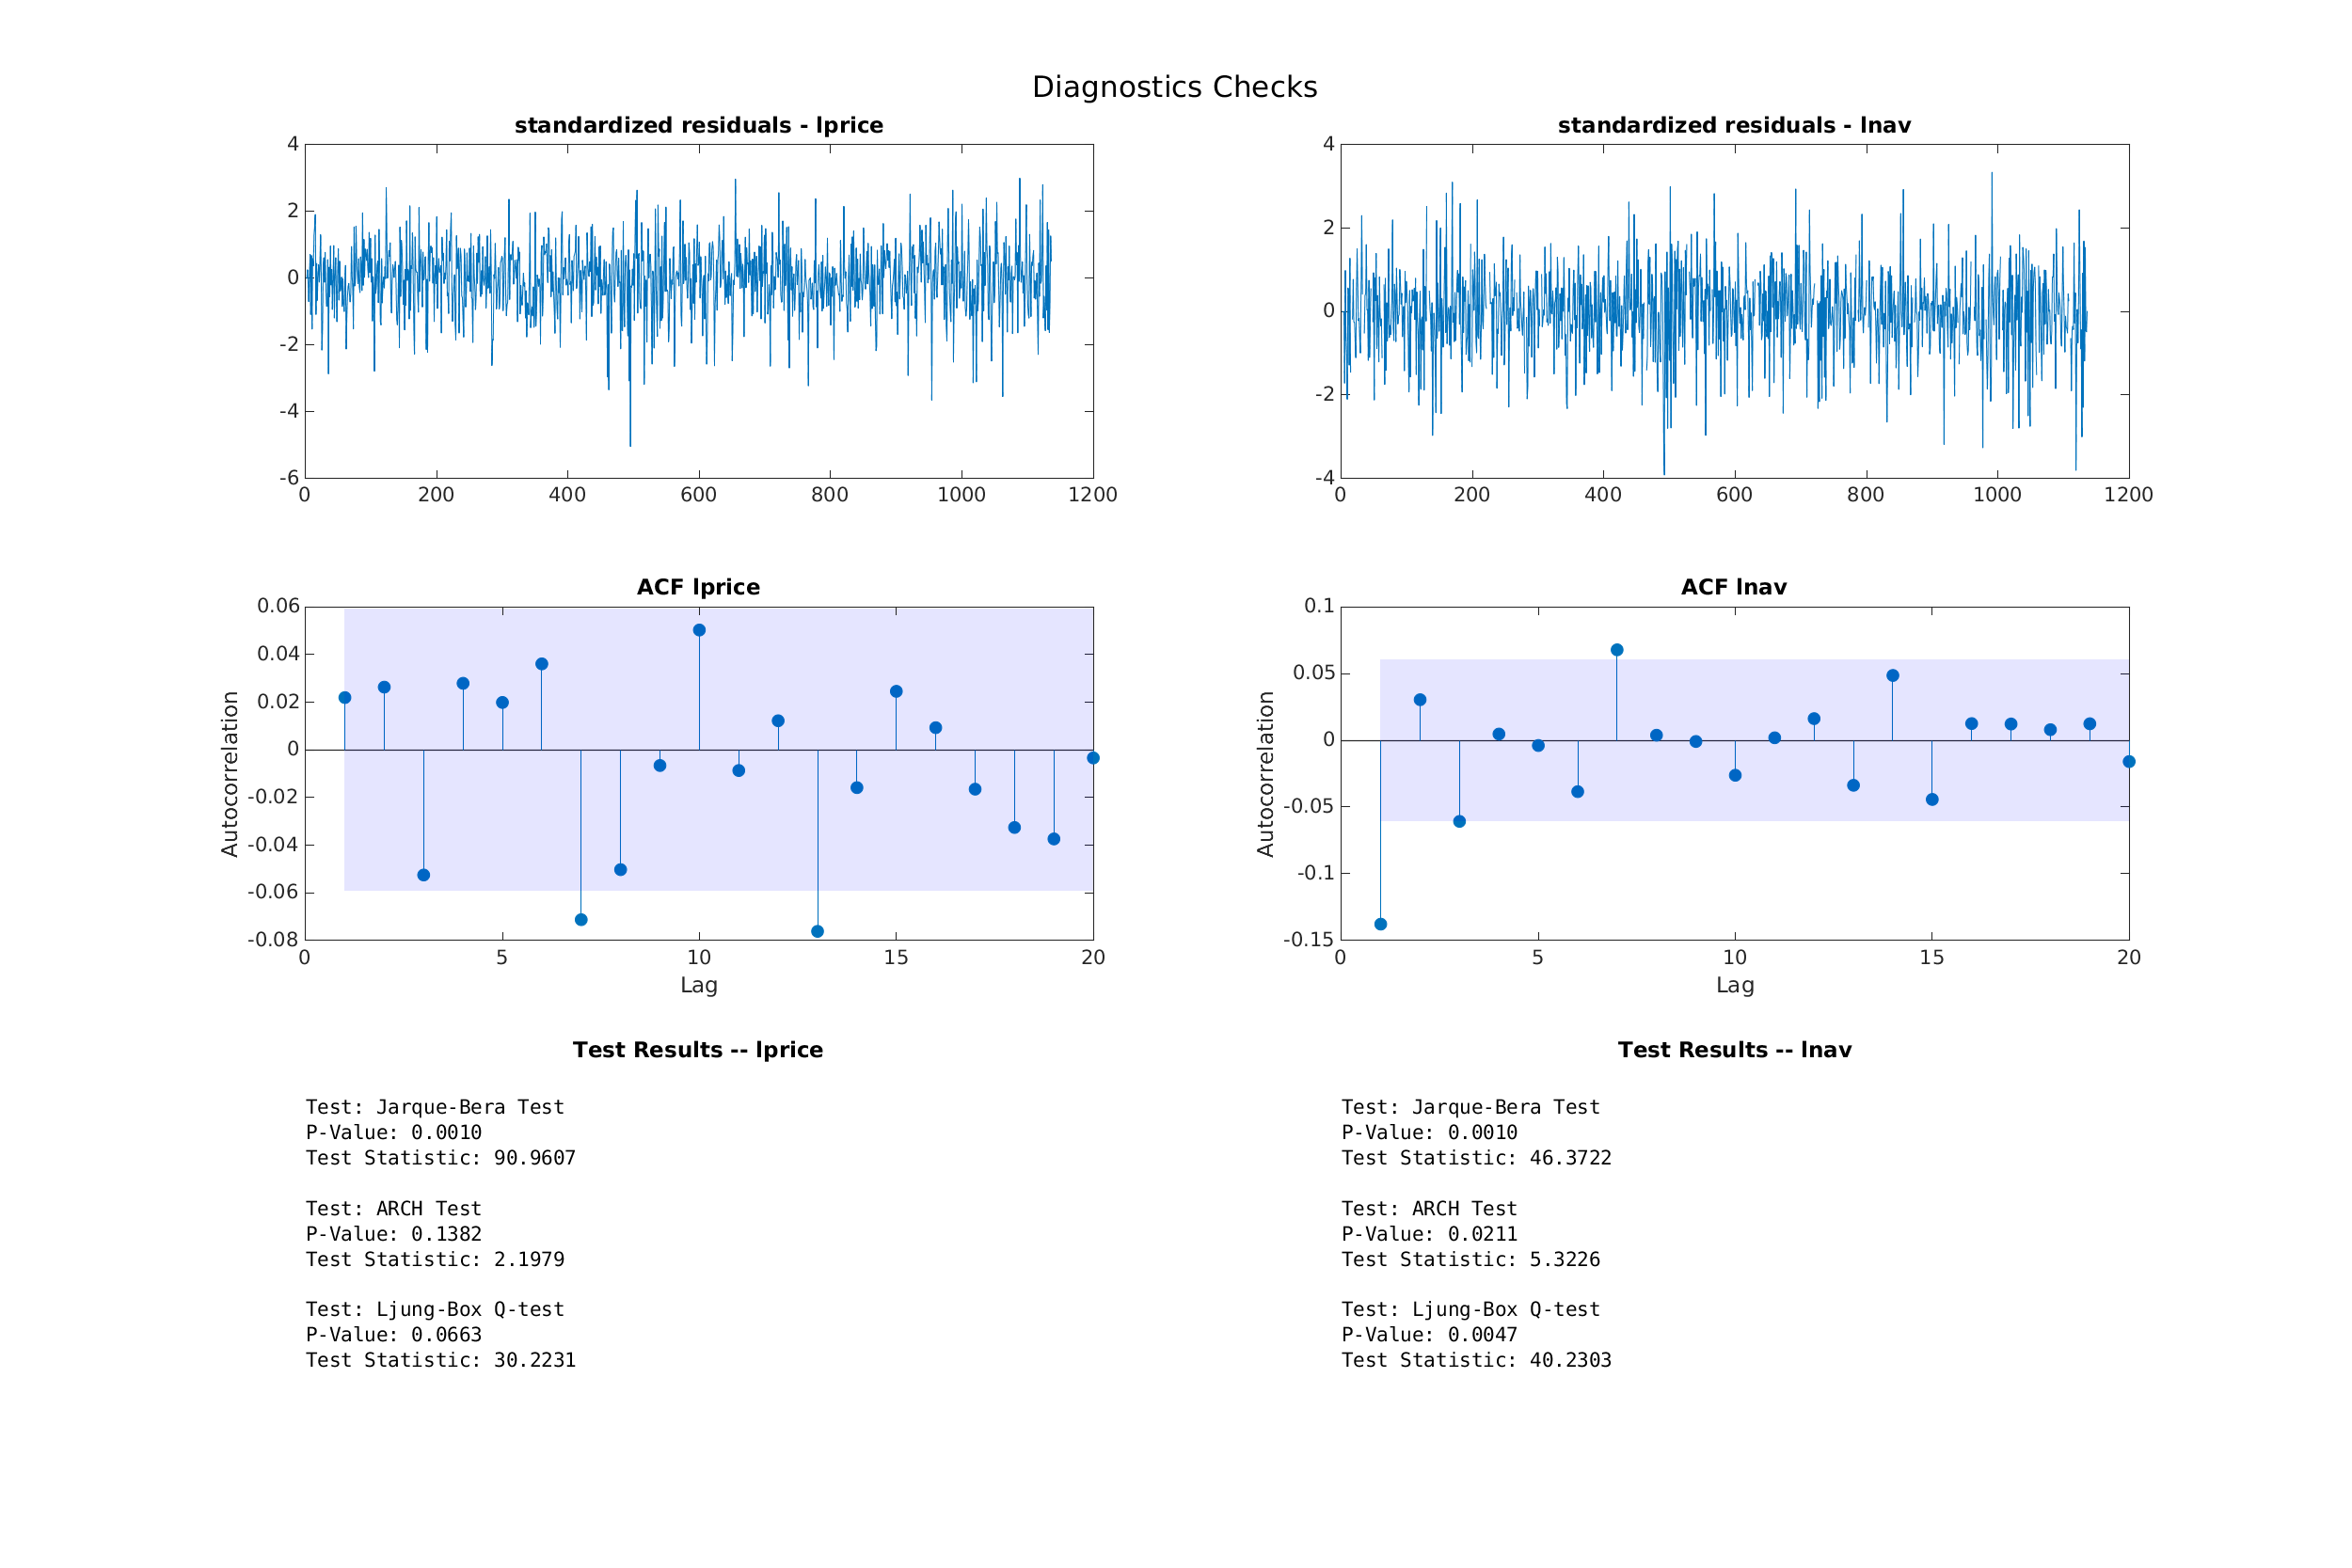 Diagnostics Checks
standardized residuals - lprice
4
2
0
-2
-4
-6
0 200 400 600 800 1000 1200
standardized residuals - lnav
4
2
0
-2
-4
0 200 400 600 800 1000 1200
ACF lprice
0.06
0.04
0.02
0
-0.02
-0.04
-0.06
-0.08
Autocorrelation
0 5 10 15 20
Lag
ACF lnav
0.1
0.05
0
-0.05
-0.1
-0.15
Autocorrelation
0 5 10 15 20
Lag
Test Results -- lprice
Test: Jarque-Bera Test
P-Value: 0.0010
Test Statistic: 90.9607
Test: ARCH Test
P-Value: 0.1382
Test Statistic: 2.1979
Test: Ljung-Box Q-test
P-Value: 0.0663
Test Statistic: 30.2231
Test Results -- lnav
Test: Jarque-Bera Test
P-Value: 0.0010
Test Statistic: 46.3722
Test: ARCH Test
P-Value: 0.0211
Test Statistic: 5.3226
Test: Ljung-Box Q-test
P-Value: 0.0047
Test Statistic: 40.2303